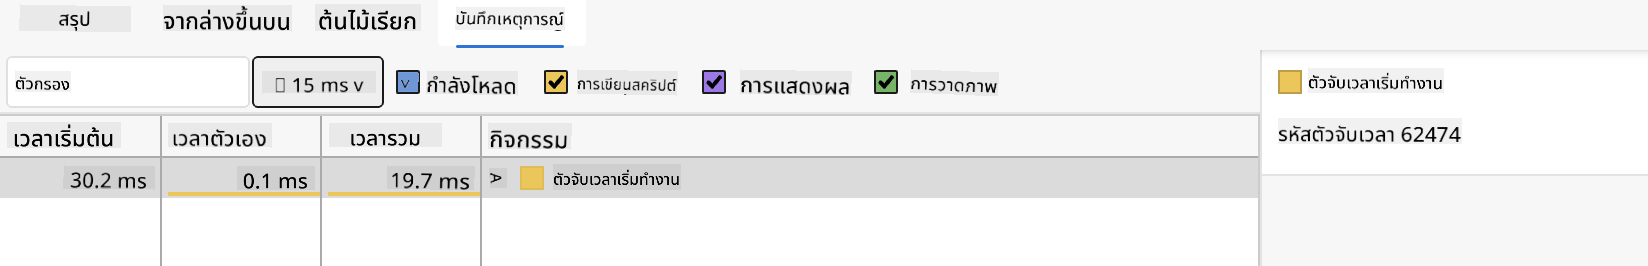 สรุป จากล่างขึ้นบน ต้นไม้เรียก บันทึกเหตุการณ์
ตัวกรอง 15 ms v กำลังโหลด การเขียนสคริปต์ การแสดงผล การวาดภาพ
ตัวจับเวลาเริ่มทำงาน
เวลาเริ่มต้น เวลาตัวเอง เวลารวม กิจกรรม
รหัสตัวจับเวลา 62474
30.2 ms 0.1 ms 19.7 ms ตัวจับเวลาเริ่มทำงาน